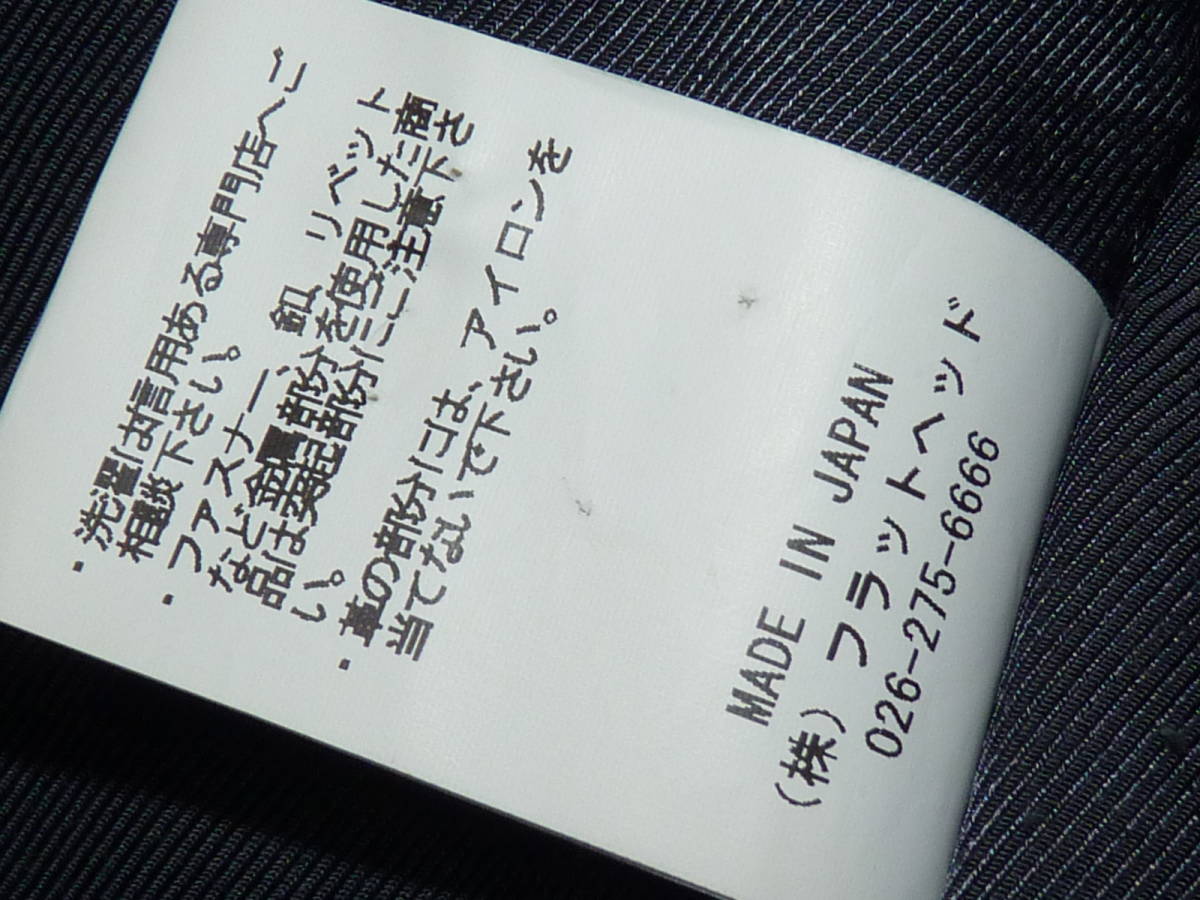 ・洗濯は信用ある専門店へご
相談下さい。
・ファスナー、釦、リベット
など金属部分を使用した商
品は表記部分にご注意下さ
い。
・革の部分には、アイロンを
当てないで下さい。
MADE IN JAPAN
(株)フラットヘッド
026-275-6666